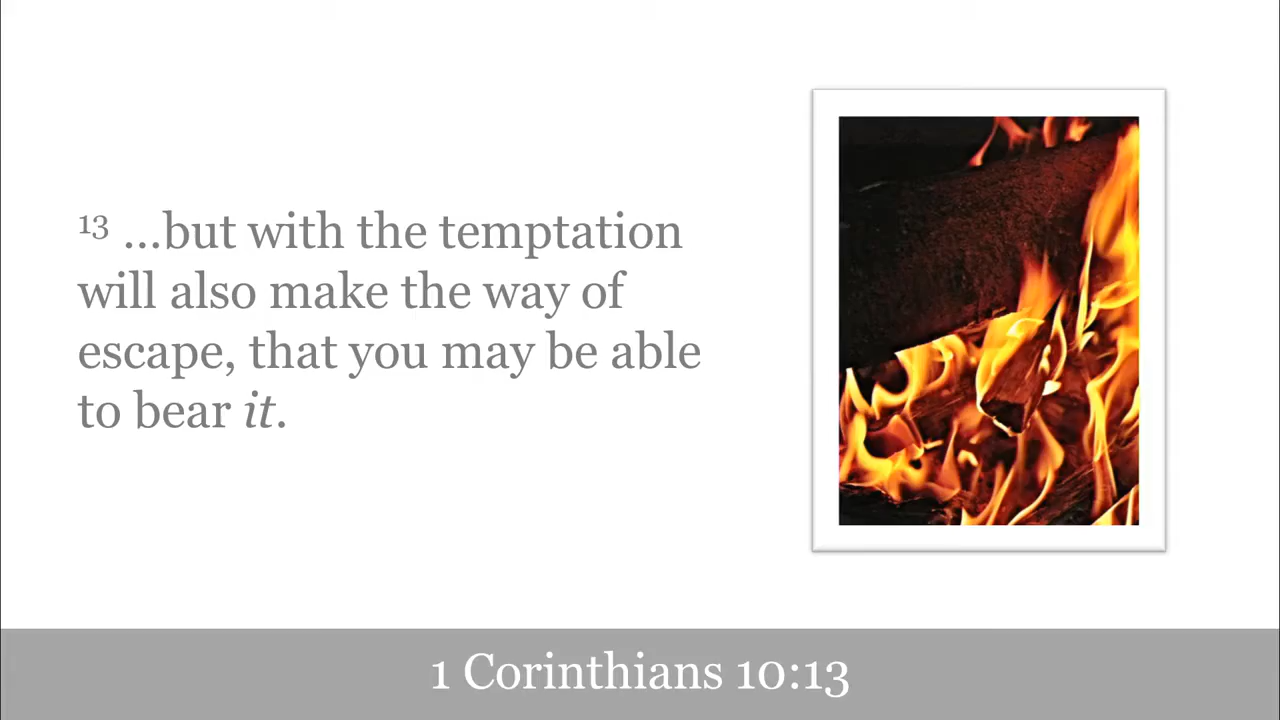 ¹³ ...but with the temptation
will also make the way of
escape, that you may be able
to bear it.
1 Corinthians 10:13